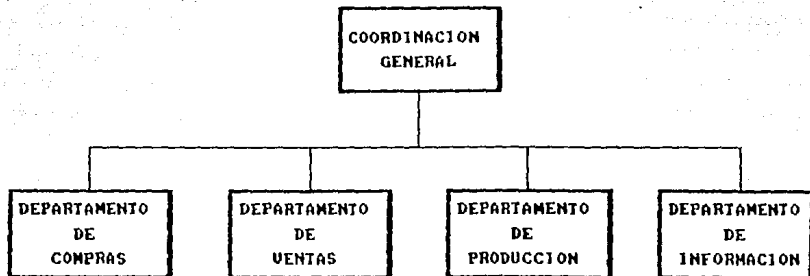 COORDINACION
GENERAL
DEPARTAMENTO
DE
COMPRAS
DEPARTAMENTO
DE
VENTAS
DEPARTAMENTO
DE
PRODUCCION
DEPARTAMENTO
DE
INFORMACION